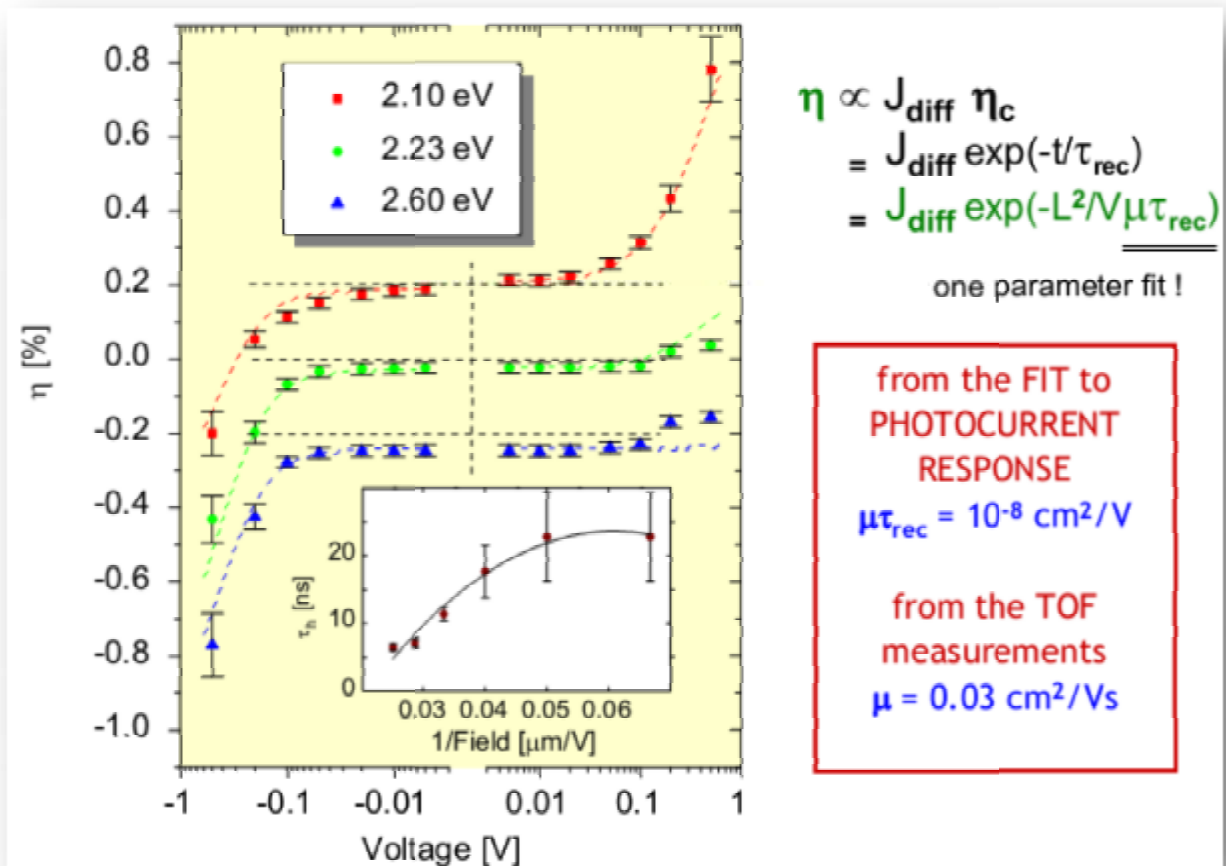 0.8
0.6
0.4
0.2
0.0
-0.2
-0.4
-0.6
-0.8
-1.0
η [%]
2.10 eV
2.23 eV
2.60 eV
20
10
0
τh [ns]
0.03 0.04 0.05 0.06
1/Field [μm/V]
-1 -0.1 -0.01 0.01 0.1 1
Voltage [V]
η ∝ Jdiff ηc
= Jdiff exp(-t/τrec)
= Jdiff exp(-L²/Vμτrec)
one parameter fit !
from the FIT to
PHOTOCURRENT
RESPONSE
μτrec = 10⁻⁸ cm²/V
from the TOF
measurements
μ = 0.03 cm²/Vs